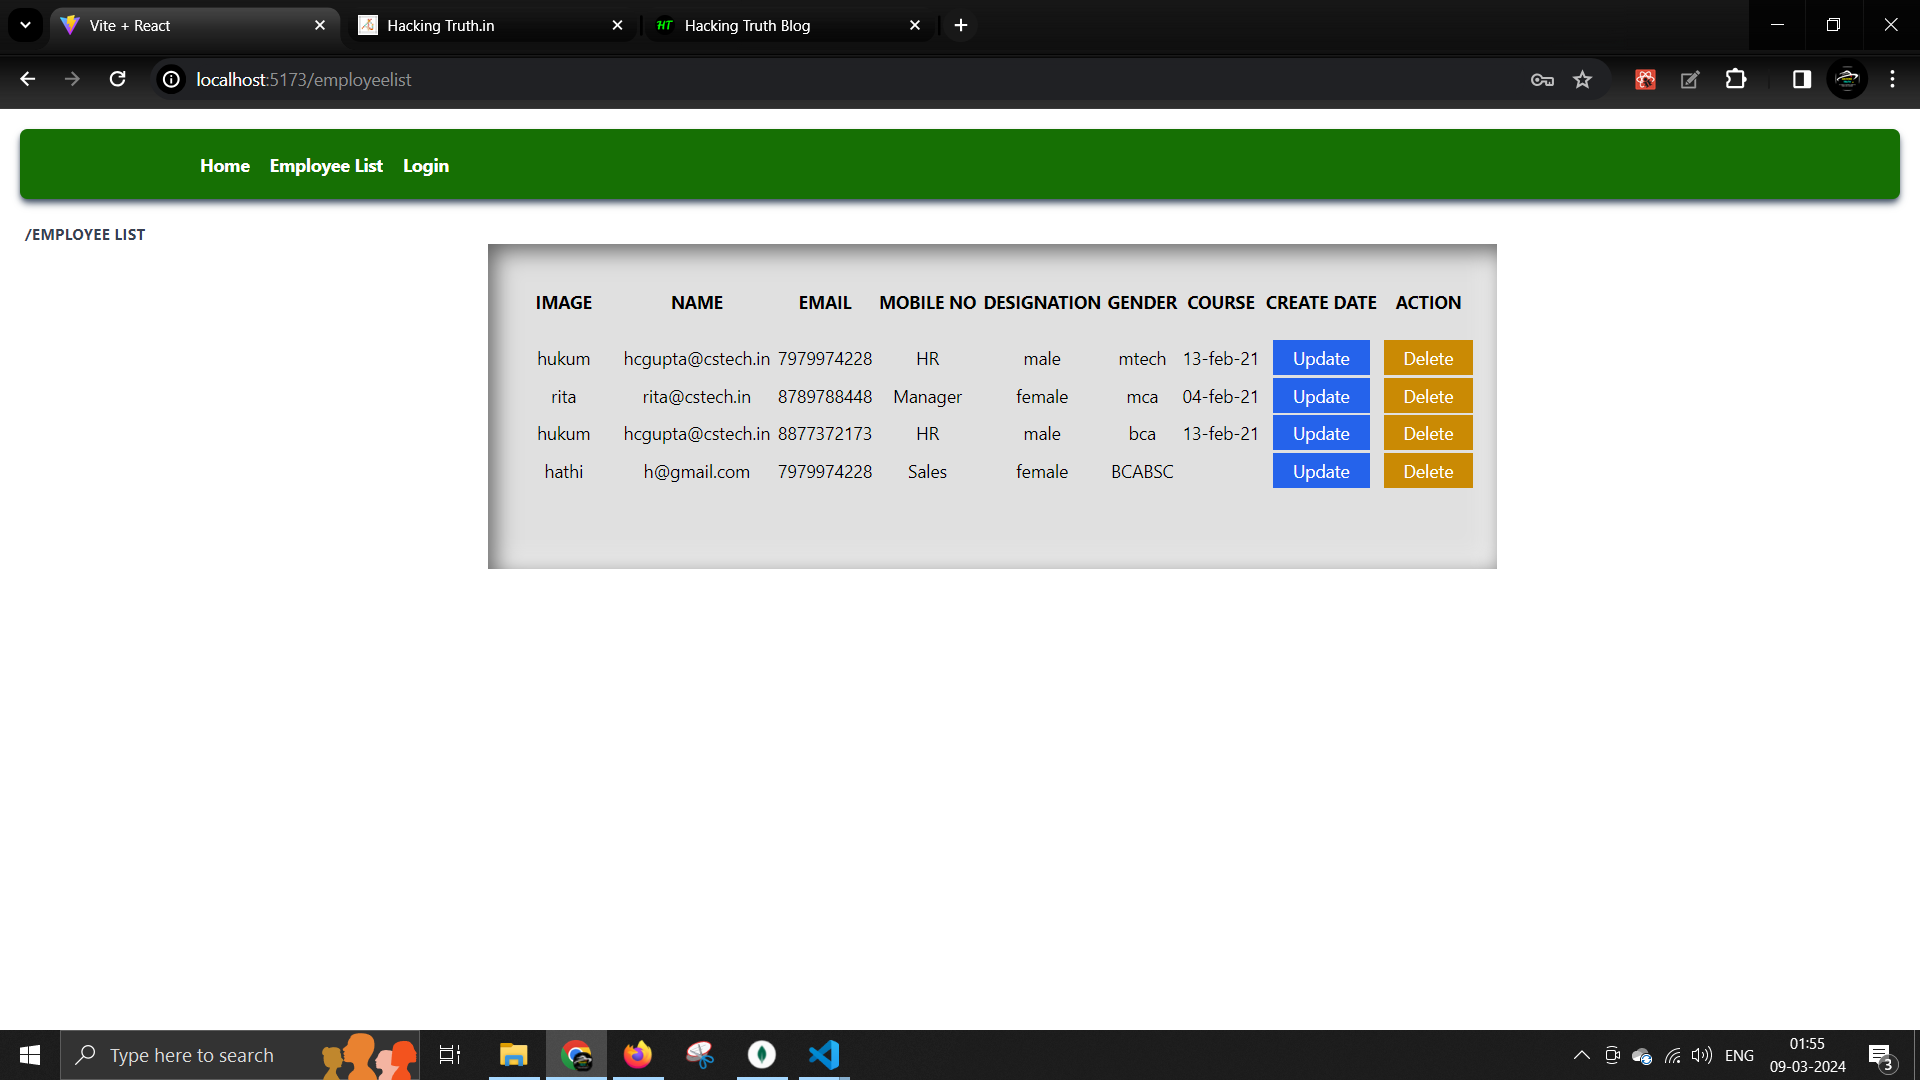 Vite + React
Hacking Truth.in
HT Hacking Truth Blog
localhost:5173/employeelist
Home Employee List Login
/EMPLOYEE LIST
IMAGE NAME EMAIL MOBILE NO DESIGNATION GENDER COURSE CREATE DATE ACTION
hukum hcgupta@cstech.in 7979974228 HR male mtech 13-feb-21 Update Delete
rita rita@cstech.in 8789788448 Manager female mca 04-feb-21 Update Delete
hukum hcgupta@cstech.in 8877372173 HR male bca 13-feb-21 Update Delete
hathi h@gmail.com 7979974228 Sales female BCABSC Update Delete
Type here to search
ENG
01:55
09-03-2024
3